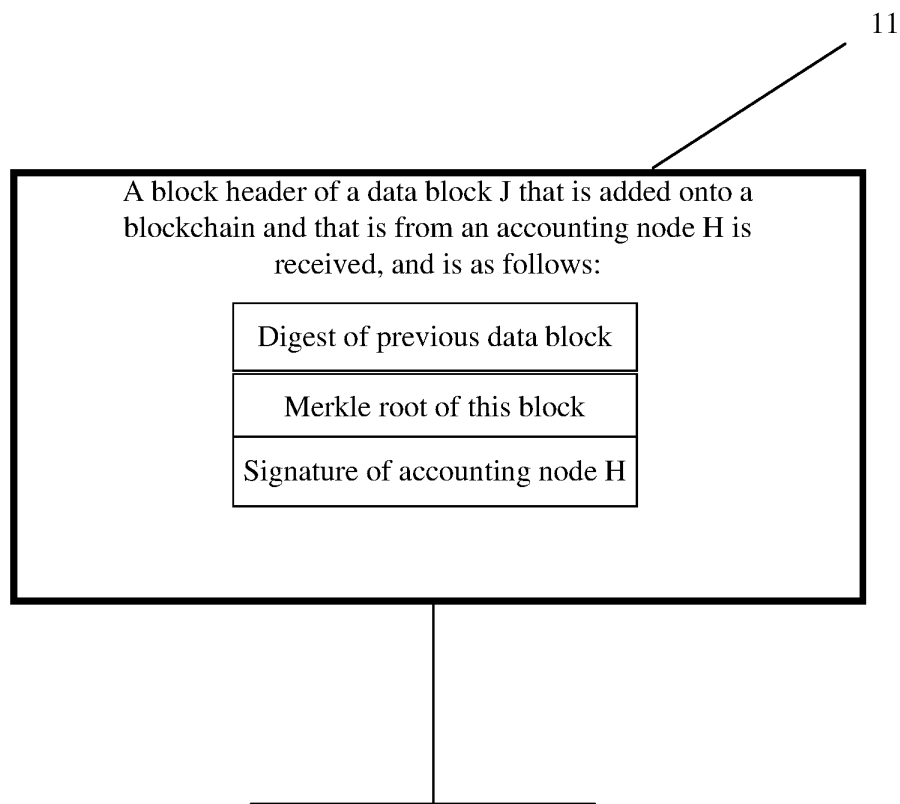 11
A block header of a data block J that is added onto a
blockchain and that is from an accounting node H is
received, and is as follows:
Digest of previous data block
Merkle root of this block
Signature of accounting node H